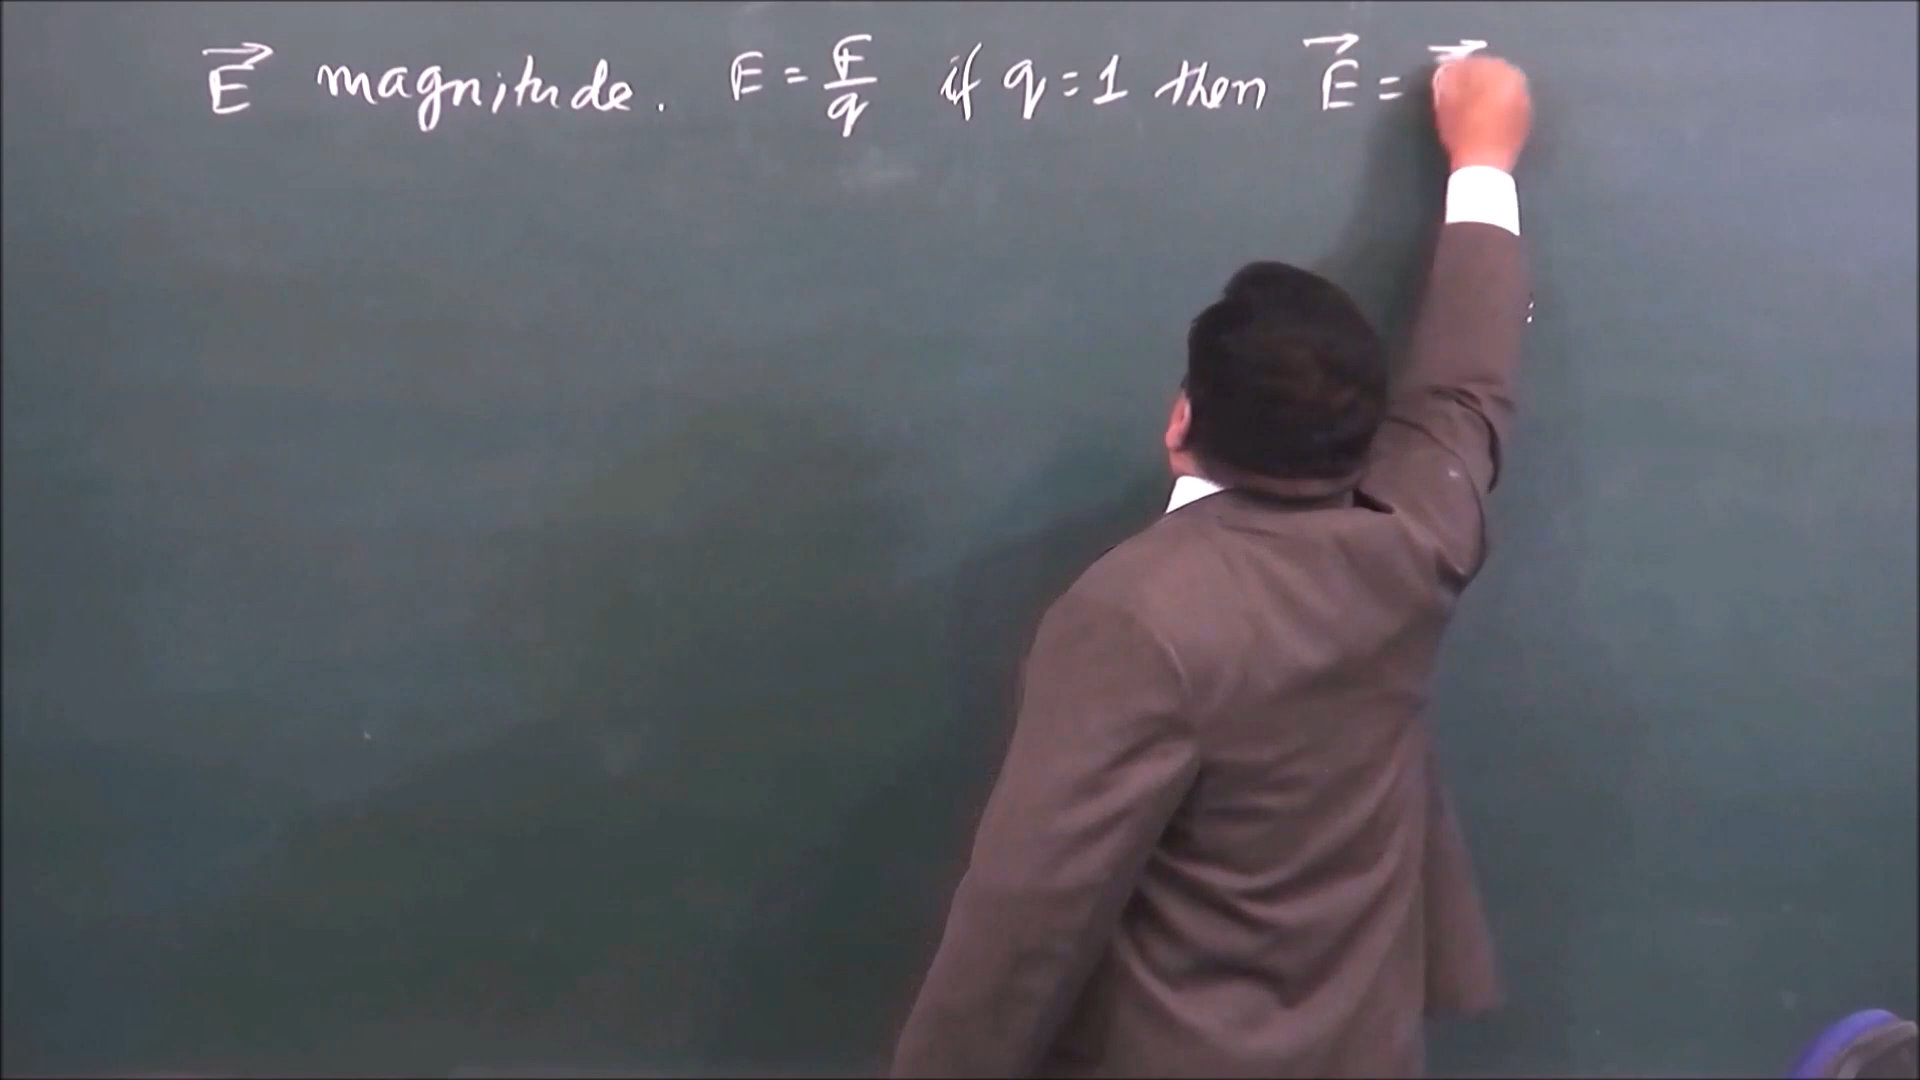 E⃗ magnitude. E = F/q if q = 1 then E⃗ =